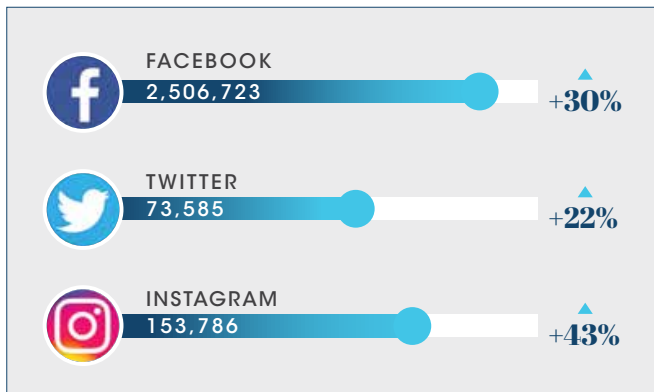 FACEBOOK
2,506,723
+30%
TWITTER
73,585
+22%
INSTAGRAM
153,786
+43%